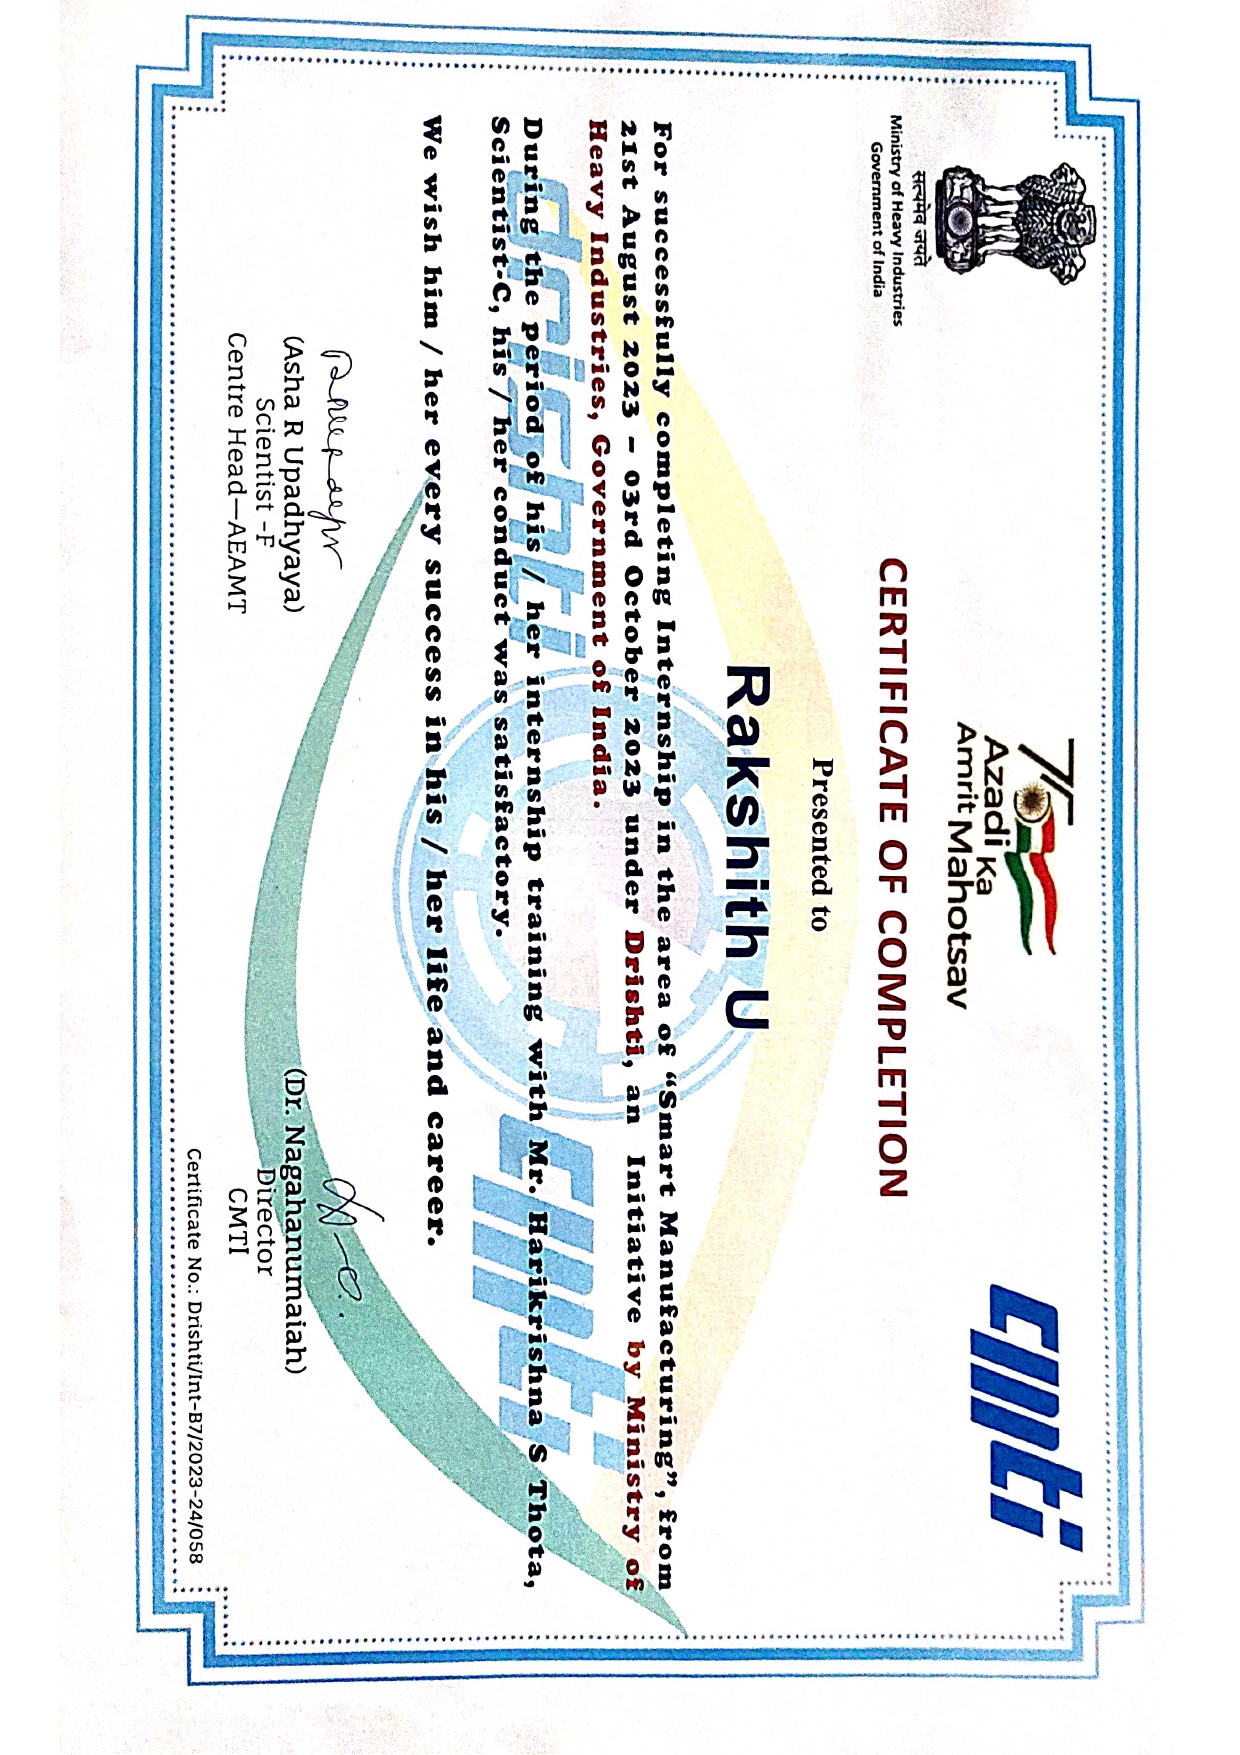 सत्यमेव जयते
Ministry of Heavy Industries
Government of India
75
Azadi Ka
Amrit Mahotsav
cmti
CERTIFICATE OF COMPLETION
Presented to
Rakshith U
For successfully completing Internship in the area of “Smart Manufacturing”, from
21st August 2023 – 03rd October 2023 under Drishti, an Initiative by Ministry of
Heavy Industries, Government of India.
drishti cmti
During the period of his / her internship training with Mr. Harikrishna S Thota,
Scientist-C, his / her conduct was satisfactory.
We wish him / her every success in his / her life and career.
(Asha R Upadhyaya)
Scientist -F
Centre Head—AEAMT
(Dr. Nagahanumaiah)
Director
CMTI
Certificate No.: Drishti/Int-B7/2023-24/058